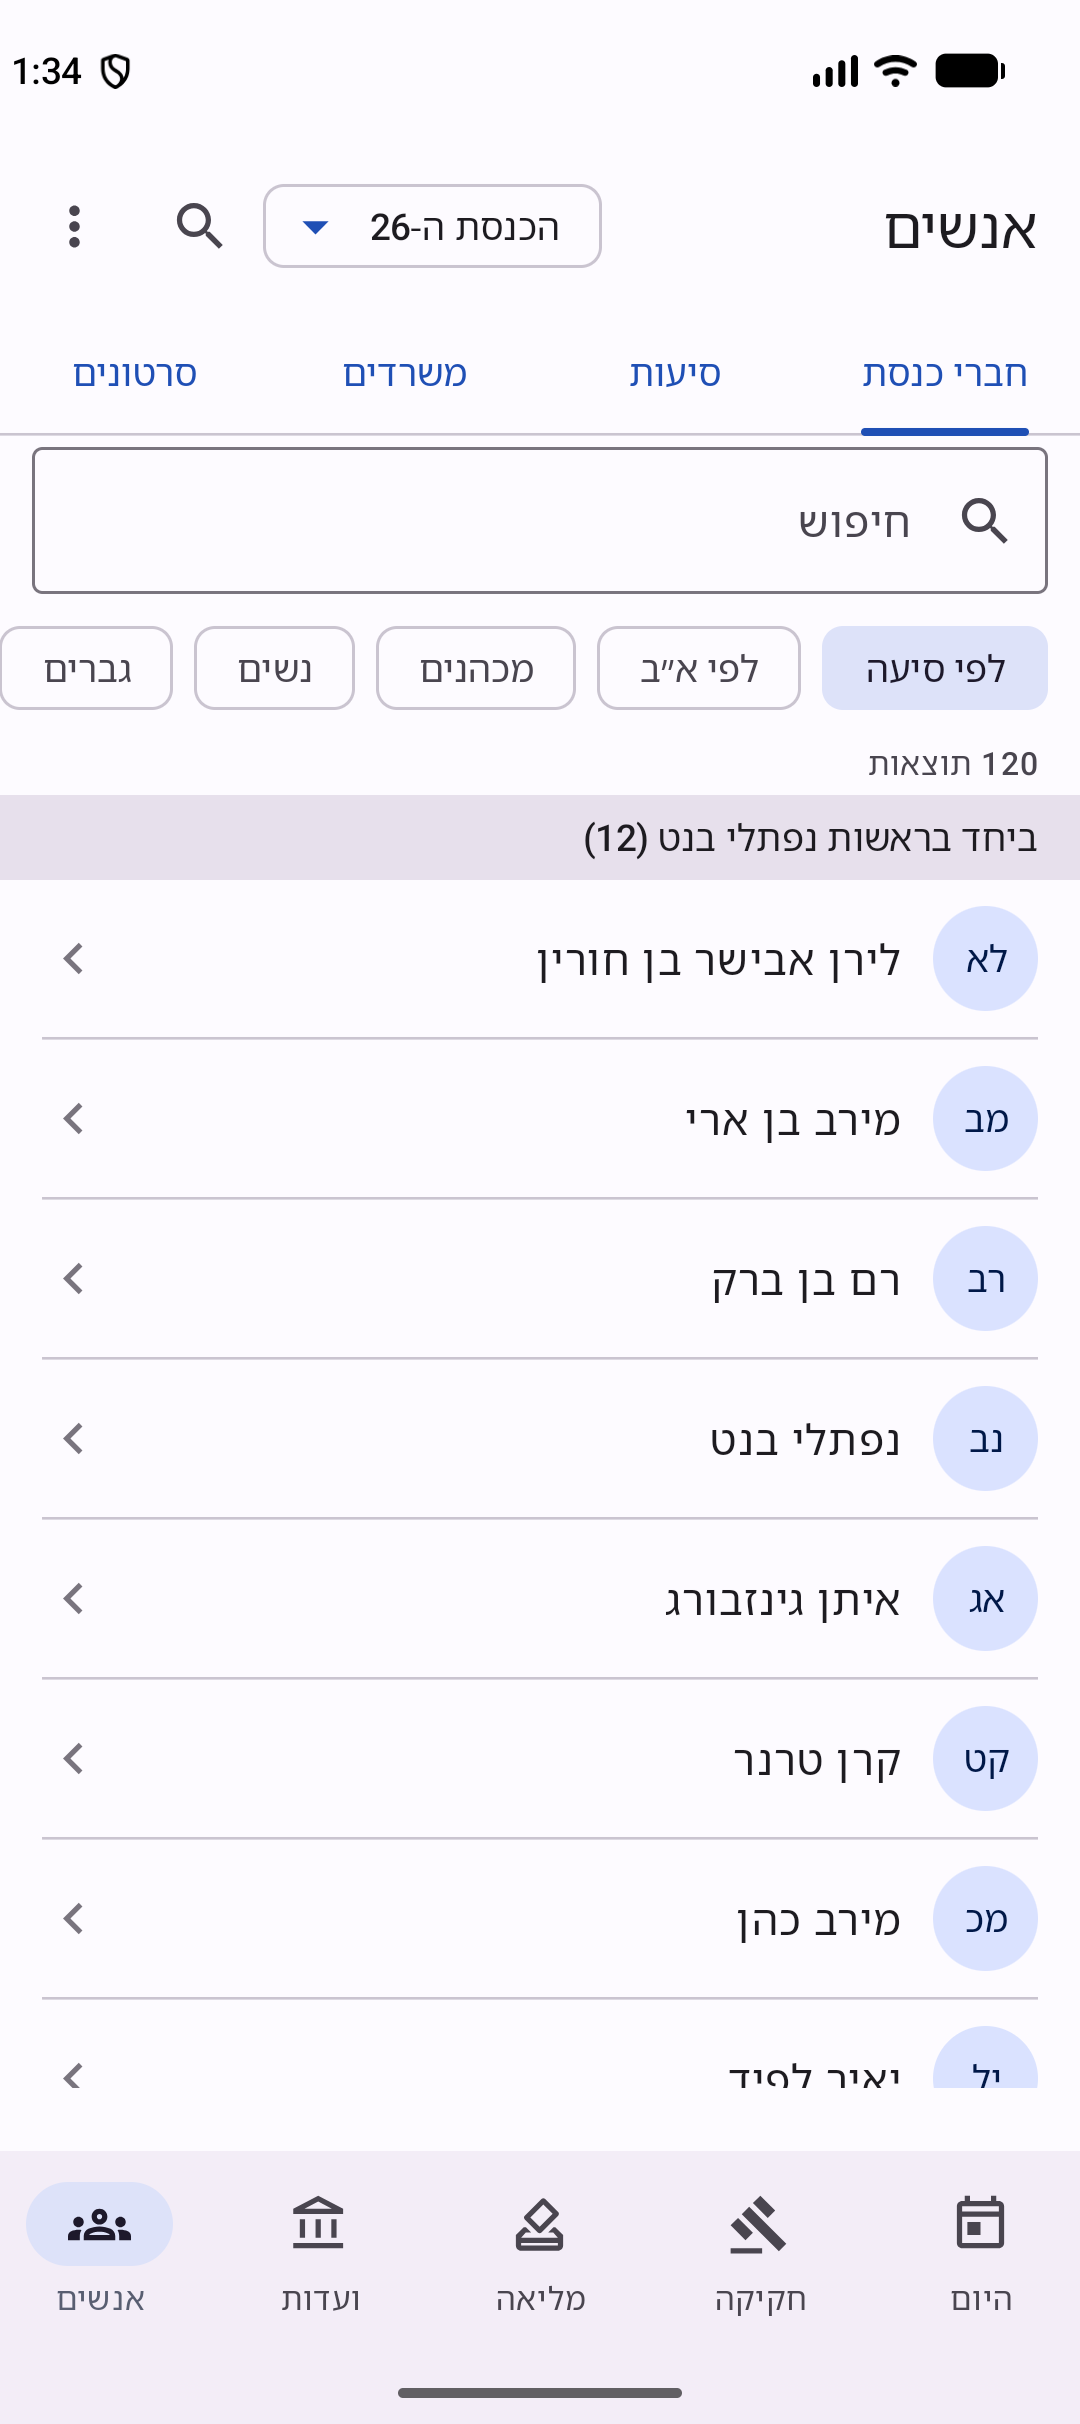 1:34
אנשים
הכנסת ה-26
חברי כנסת
סיעות
משרדים
סרטונים
חיפוש
לפי סיעה
לפי א״ב
מכהנים
נשים
גברים
120 תוצאות
ביחד בראשות נפתלי בנט (12)
לא
לירן אבישר בן חורין
מב
מירב בן ארי
רב
רם בן ברק
נב
נפתלי בנט
אג
איתן גינזבורג
קט
קרן טרנר
מכ
מירב כהן
יל
יאיר לפיד
היום
חקיקה
מליאה
ועדות
אנשים